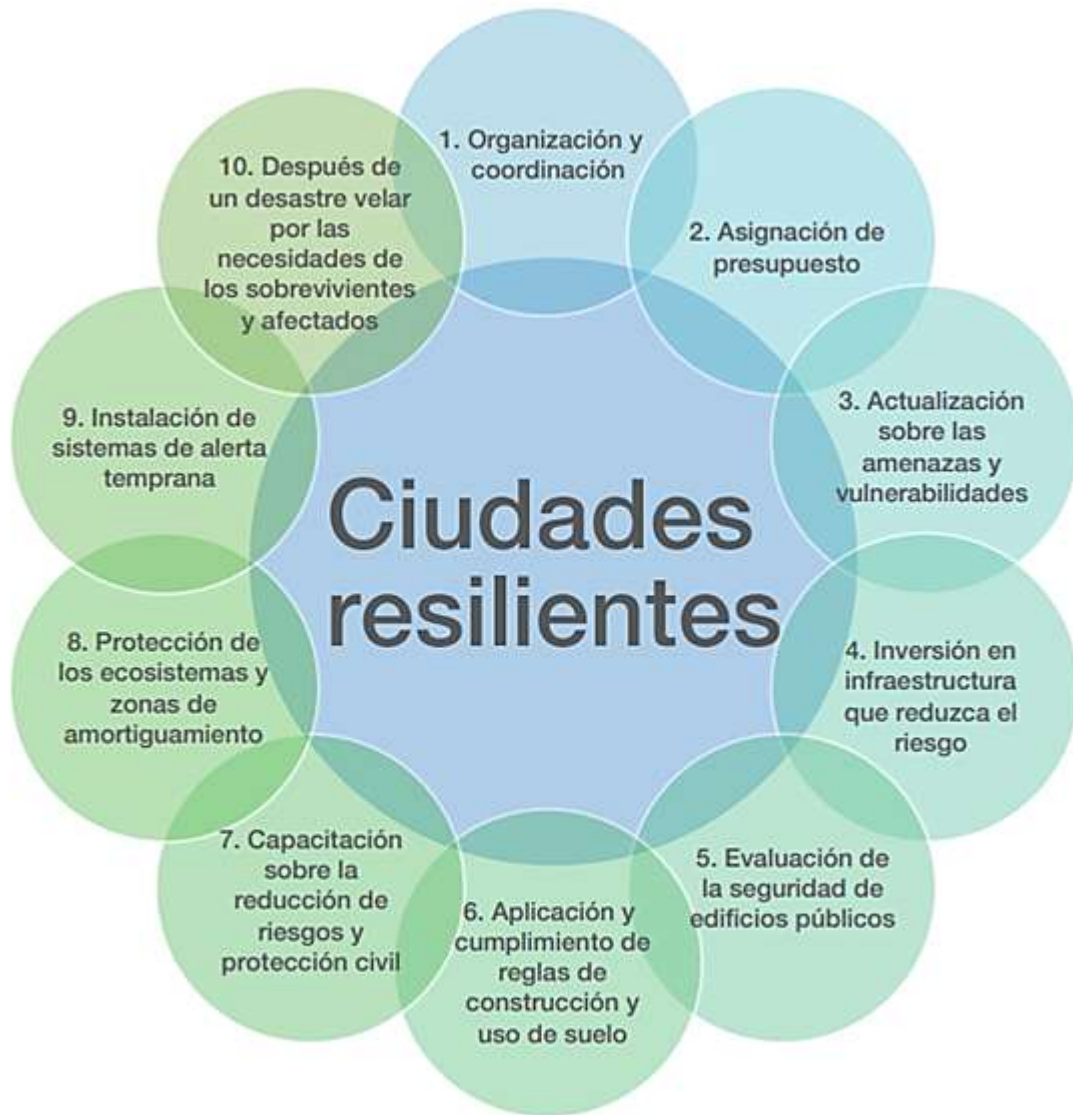 1. Organización y
coordinación
2. Asignación de
presupuesto
3. Actualización
sobre las
amenazas y
vulnerabilidades
4. Inversión en
infraestructura
que reduzca el
riesgo
5. Evaluación de
la seguridad de
edificios públicos
6. Aplicación y
cumplimiento de
reglas de
construcción y
uso de suelo
7. Capacitación
sobre la
reducción de
riesgos y
protección civil
8. Protección de
los ecosistemas y
zonas de
amortiguamiento
9. Instalación de
sistemas de alerta
temprana
10. Después de
un desastre velar
por las
necesidades de
los sobrevivientes
y afectados
Ciudades
resilientes